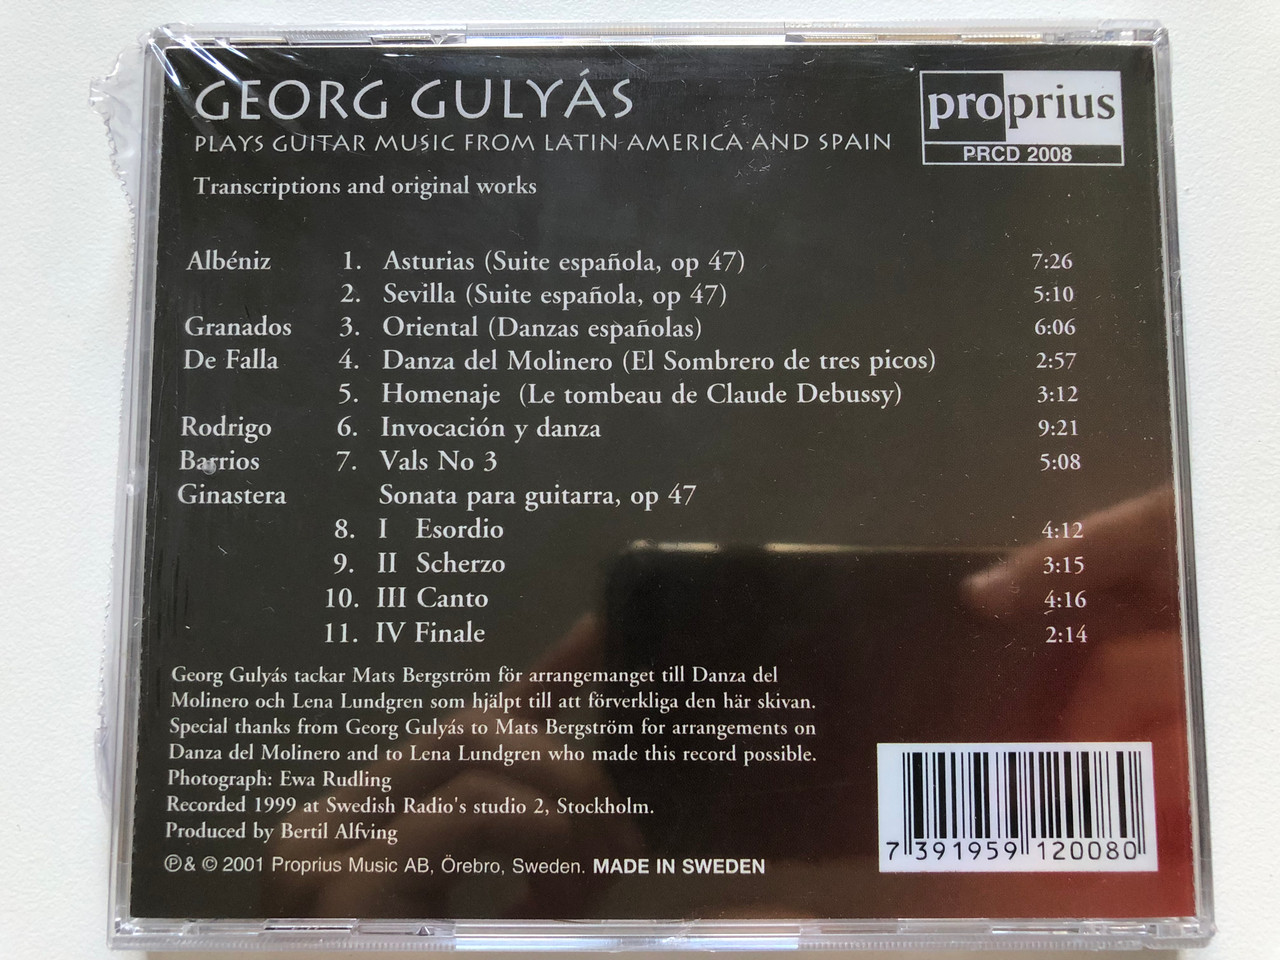 GEORG GULYÁS
PLAYS GUITAR MUSIC FROM LATIN AMERICA AND SPAIN
proprius
PRCD 2008
Transcriptions and original works
Albéniz 1. Asturias (Suite española, op 47) 7:26
2. Sevilla (Suite española, op 47) 5:10
Granados 3. Oriental (Danzas españolas) 6:06
De Falla 4. Danza del Molinero (El Sombrero de tres picos) 2:57
5. Homenaje (Le tombeau de Claude Debussy) 3:12
Rodrigo 6. Invocación y danza 9:21
Barrios 7. Vals No 3 5:08
Ginastera Sonata para guitarra, op 47
8. I Esordio 4:12
9. II Scherzo 3:15
10. III Canto 4:16
11. IV Finale 2:14
Georg Gulyás tackar Mats Bergström för arrangemanget till Danza del
Molinero och Lena Lundgren som hjälpt till att förverkliga den här skivan.
Special thanks from Georg Gulyás to Mats Bergström for arrangements on
Danza del Molinero and to Lena Lundgren who made this record possible.
Photograph: Ewa Rudling
Recorded 1999 at Swedish Radio's studio 2, Stockholm.
Produced by Bertil Alfving
℗& © 2001 Proprius Music AB, Örebro, Sweden. MADE IN SWEDEN
7 391959 120080